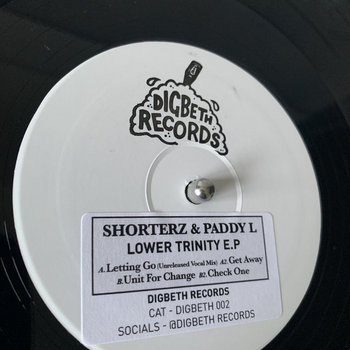 DIGBETH
RECORDS
SHORTERZ & PADDY L
LOWER TRINITY E.P
A. Letting Go (Unreleased Vocal Mix) A2. Get Away
B. Unit For Change B2. Check One
DIGBETH RECORDS
CAT - DIGBETH 002
SOCIALS - @DIGBETH RECORDS